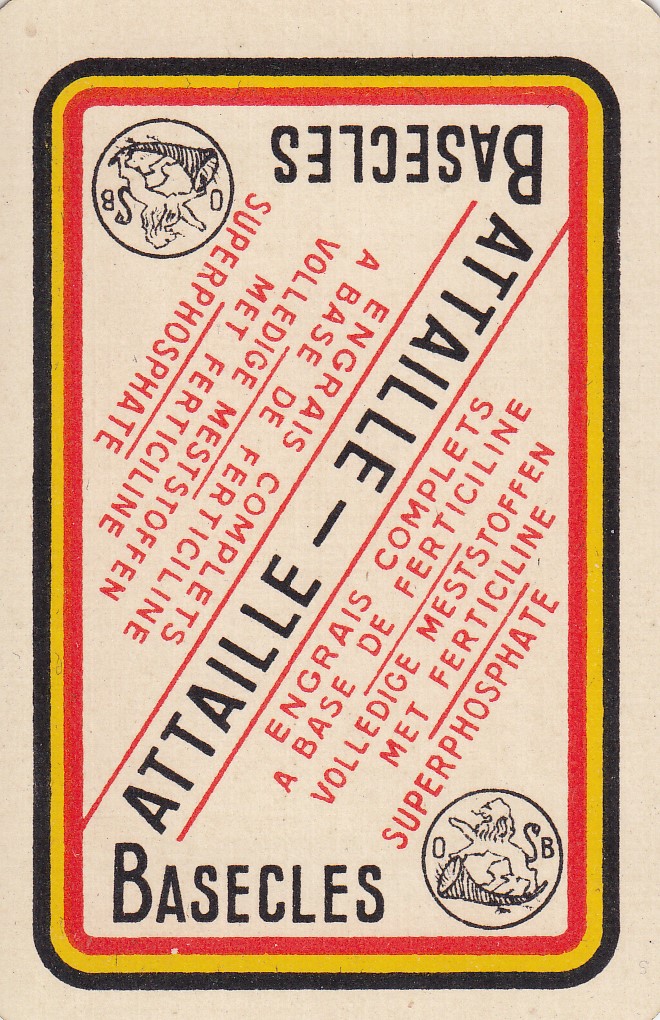 BASECLES
ATTAILLE —
ENGRAIS COMPLETS
A BASE DE FERTICILINE
VOLLEDIGE MESTSTOFFEN
MET FERTICILINE
SUPERPHOSPHATE
O B
ATTAILLE
ENGRAIS COMPLETS
A BASE DE FERTICILINE
VOLLEDIGE MESTSTOFFEN
MET FERTICILINE
SUPERPHOSPHATE
O B
BASECLES